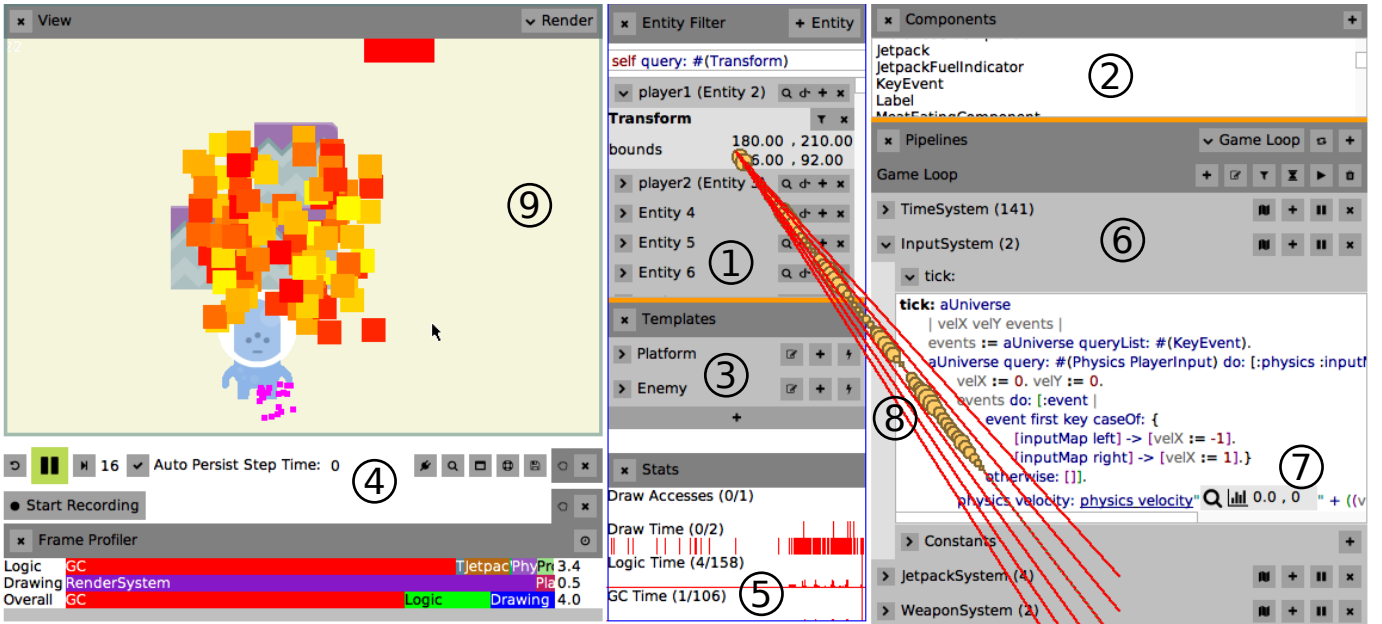 View
Render
22
9
16
Auto Persist Step Time: 0
4
Start Recording
Frame Profiler
Logic GC TJetpac Phy Pro 3.4
Drawing RenderSystem Pla 0.5
Overall GC Logic Drawing 4.0
Entity Filter
+ Entity
self query: #(Transform)
player1 (Entity 2)
Transform
bounds
180.00 , 210.00
6.00 , 92.00
player2 (Entity
Entity 4
Entity 5
Entity 6
1
Templates
Platform
Enemy
3
+
Stats
Draw Accesses (0/1)
Draw Time (0/2)
Logic Time (4/158)
GC Time (1/106)
5
Components
Jetpack
JetpackFuelIndicator
KeyEvent
Label
MeatEatingComponent
2
Pipelines
Game Loop
Game Loop
TimeSystem (141)
InputSystem (2)
6
tick:
tick: aUniverse
| velX velY events |
events := aUniverse queryList: #(KeyEvent).
aUniverse query: #(Physics PlayerInput) do: [:physics :input
velX := 0. velY := 0.
events do: [:event |
event first key caseOf: {
[inputMap left] -> [velX := -1].
[inputMap right] -> [velX := 1].}
otherwise: []].
physics velocity: physics velocity" 0.0 , 0 " + ((v
7
8
Constants
JetpackSystem (4)
WeaponSystem (2)